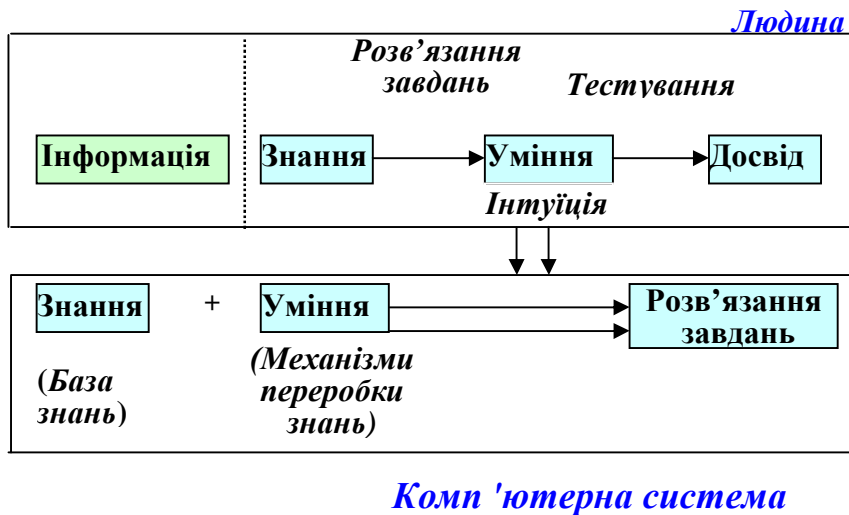 Людина
Розв’язання
завдань
Тестування
Інформація
Знання
Уміння
Досвід
Інтуїція
Знання
+
Уміння
Розв'язання
завдань
(База
знань)
(Механізми
переробки
знань)
Комп 'ютерна система